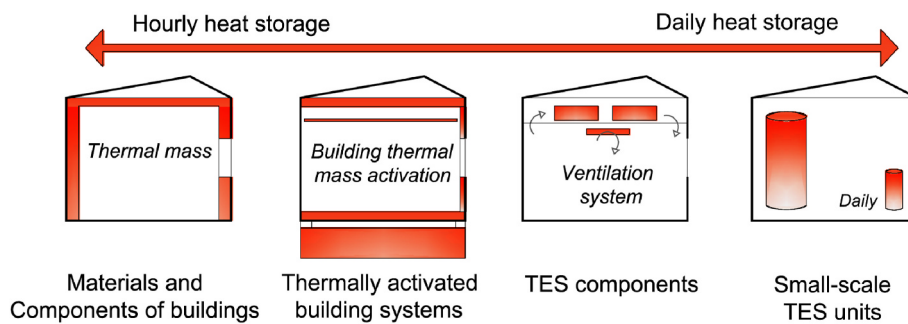 Hourly heat storage
Daily heat storage
Thermal mass
Building thermal
mass activation
Ventilation
system
Daily
Materials and
Components of buildings
Thermally activated
building systems
TES components
Small-scale
TES units